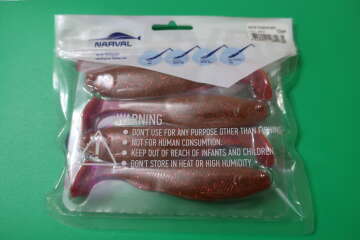 NARVAL
WARNING
• DON'T USE FOR ANY PURPOSE OTHER THAN FISHING.
• NOT FOR HUMAN CONSUMTION.
• KEEP OUT OF REACH OF INFANTS AND CHILDREN.
• DON'T STORE IN HEAT OR HIGH HUMIDITY.